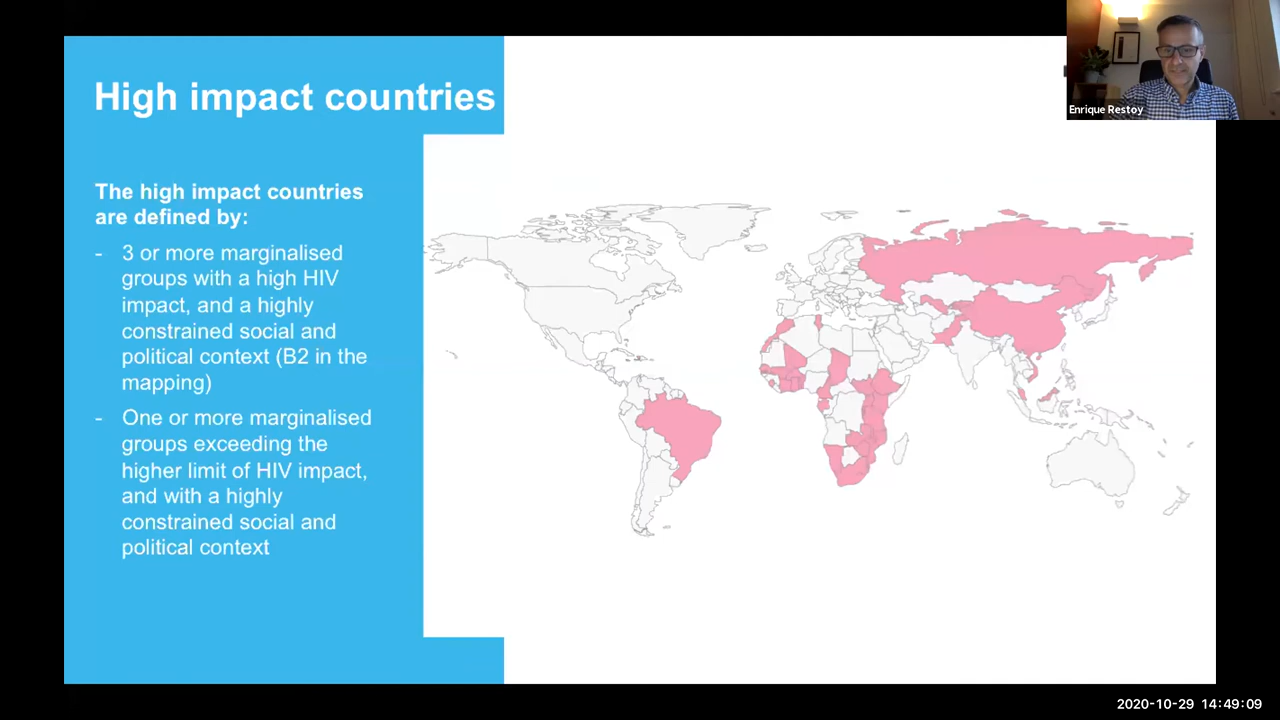 High impact countries
Enrique Restoy
The high impact countries
are defined by:
- 3 or more marginalised
groups with a high HIV
impact, and a highly
constrained social and
political context (B2 in the
mapping)
- One or more marginalised
groups exceeding the
higher limit of HIV impact,
and with a highly
constrained social and
political context
2020-10-29 14:49:09